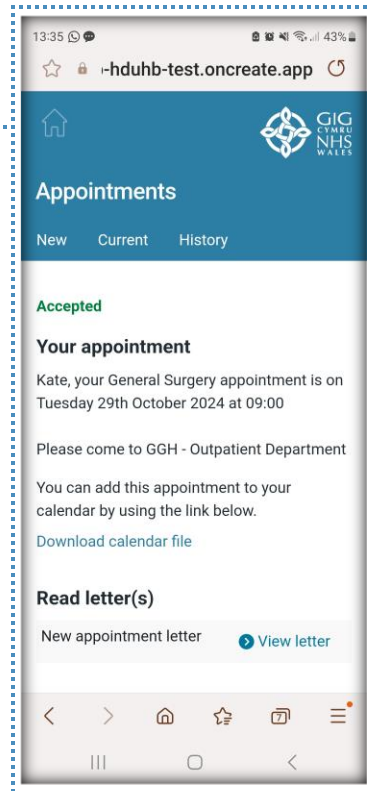 13:35 43%
-hduhb-test.oncreate.app
GIG
CYMRU
NHS
WALES
Appointments
New Current History
Accepted
Your appointment
Kate, your General Surgery appointment is on
Tuesday 29th October 2024 at 09:00
Please come to GGH - Outpatient Department
You can add this appointment to your
calendar by using the link below.
Download calendar file
Read letter(s)
New appointment letter View letter
7